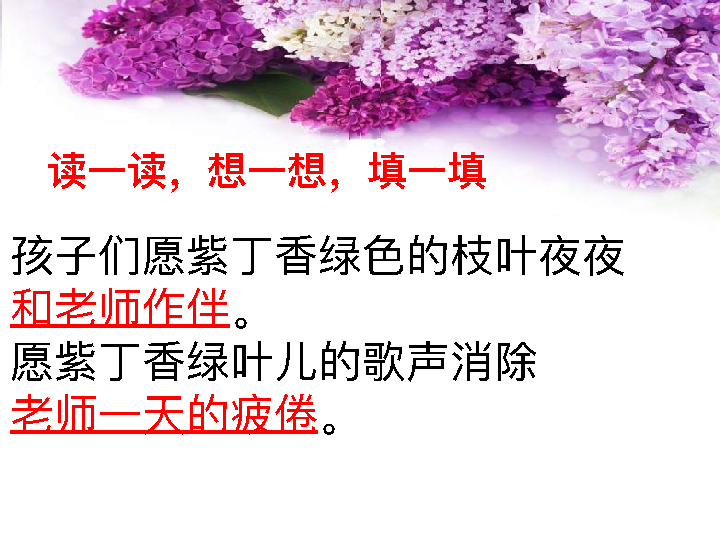 读一读，想一想，填一填
孩子们愿紫丁香绿色的枝叶夜夜
和老师作伴。
愿紫丁香绿叶儿的歌声消除
老师一天的疲倦。